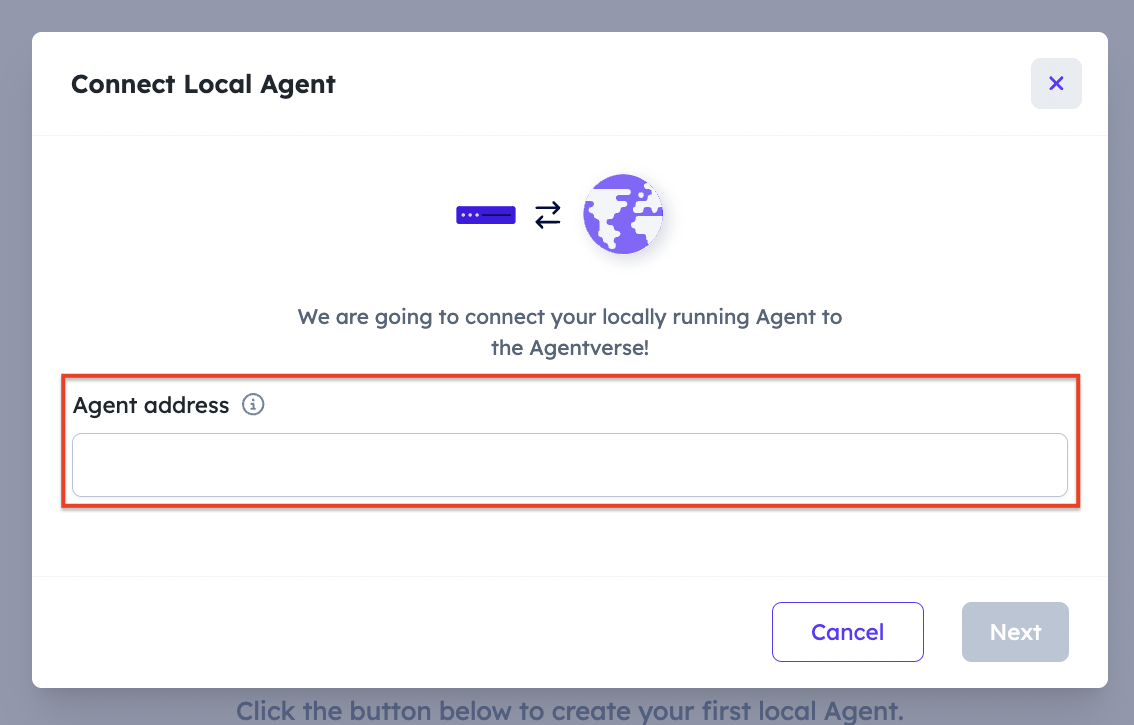 Connect Local Agent
We are going to connect your locally running Agent to
the Agentverse!
Agent address
Cancel
Next
Click the button below to create your first local Agent.